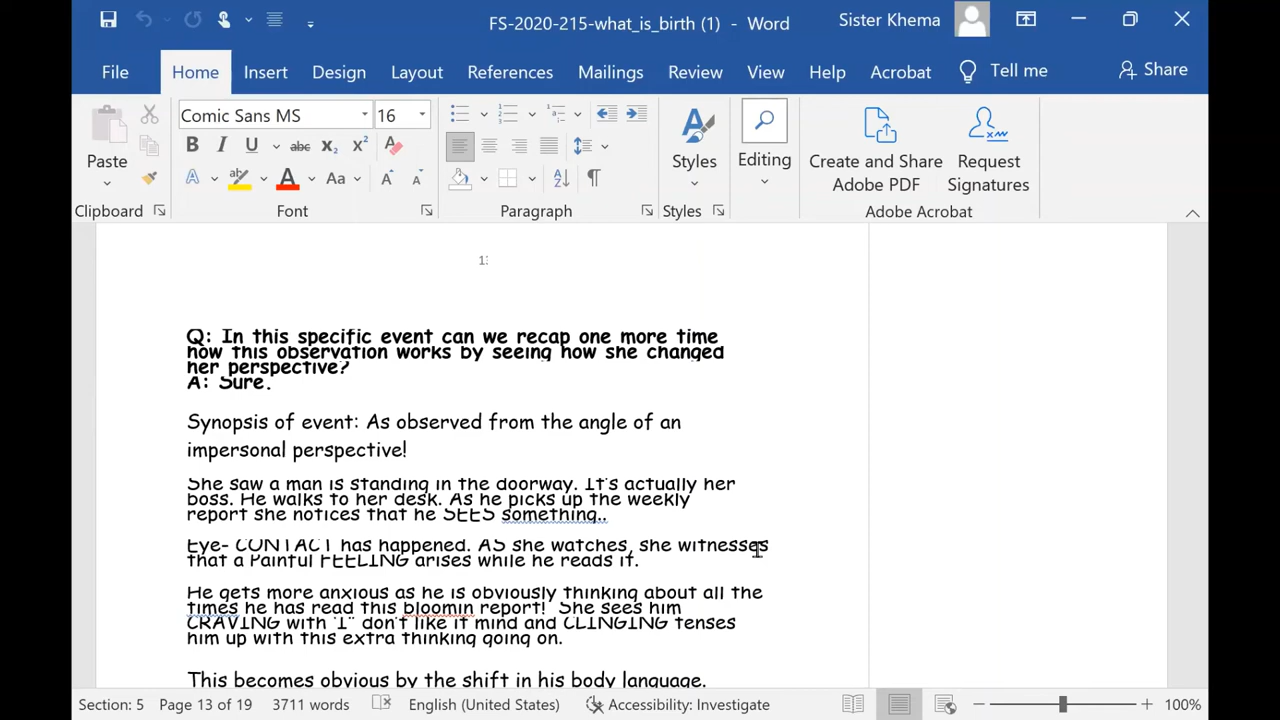 FS-2020-215-what_is_birth (1) - Word
Sister Khema
File Home Insert Design Layout References Mailings Review View Help Acrobat Tell me Share
Comic Sans MS 16
Paste
Styles
Editing
Create and Share Adobe PDF
Request Signatures
Clipboard Font Paragraph Styles Adobe Acrobat
Q: In this specific event can we recap one more time
how this observation works by seeing how she changed
her perspective?
A: Sure.
Synopsis of event: As observed from the angle of an
impersonal perspective!
She saw a man is standing in the doorway. It's actually her
boss. He walks to her desk. As he picks up the weekly
report she notices that he SEES something..
Eye- CONTACT has happened. AS she watches, she witnesses
that a Painful FEELING arises while he reads it.
He gets more anxious as he is obviously thinking about all the
times he has read this bloomin report! She sees him
CRAVING with "I" don't like it mind and CLINGING tenses
him up with this extra thinking going on.
This becomes obvious by the shift in his body language.
Section: 5 Page 13 of 19 3711 words English (United States) Accessibility: Investigate 100%